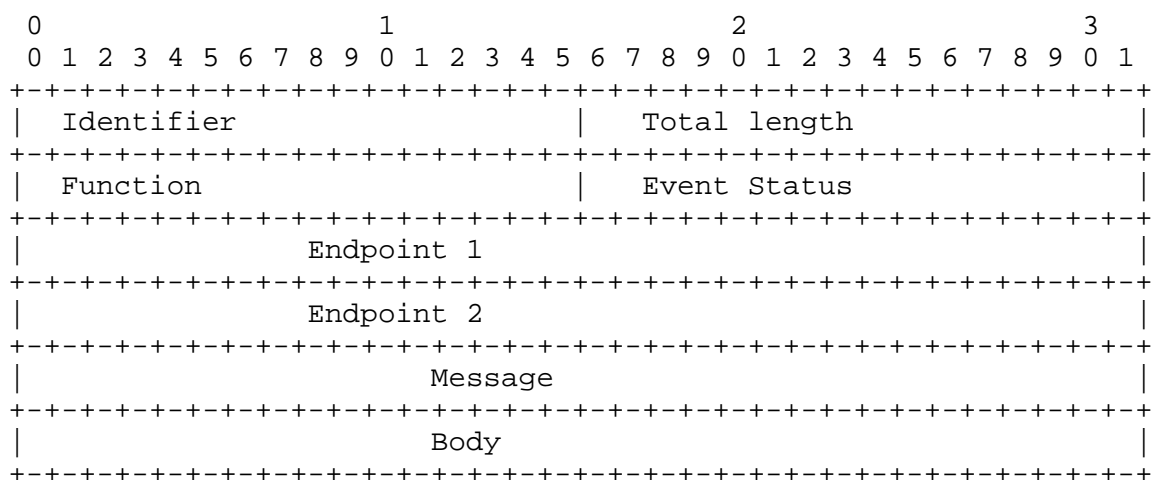 0                   1                   2                   3
0 1 2 3 4 5 6 7 8 9 0 1 2 3 4 5 6 7 8 9 0 1 2 3 4 5 6 7 8 9 0 1
+-+-+-+-+-+-+-+-+-+-+-+-+-+-+-+-+-+-+-+-+-+-+-+-+-+-+-+-+-+-+-+-+
|  Identifier                   |   Total length                |
+-+-+-+-+-+-+-+-+-+-+-+-+-+-+-+-+-+-+-+-+-+-+-+-+-+-+-+-+-+-+-+-+
|  Function                     |   Event Status                |
+-+-+-+-+-+-+-+-+-+-+-+-+-+-+-+-+-+-+-+-+-+-+-+-+-+-+-+-+-+-+-+-+
|                Endpoint 1                                     |
+-+-+-+-+-+-+-+-+-+-+-+-+-+-+-+-+-+-+-+-+-+-+-+-+-+-+-+-+-+-+-+-+
|                Endpoint 2                                     |
+-+-+-+-+-+-+-+-+-+-+-+-+-+-+-+-+-+-+-+-+-+-+-+-+-+-+-+-+-+-+-+-+
|                       Message                                 |
+-+-+-+-+-+-+-+-+-+-+-+-+-+-+-+-+-+-+-+-+-+-+-+-+-+-+-+-+-+-+-+-+
|                       Body                                    |
+-+-+-+-+-+-+-+-+-+-+-+-+-+-+-+-+-+-+-+-+-+-+-+-+-+-+-+-+-+-+-+-+